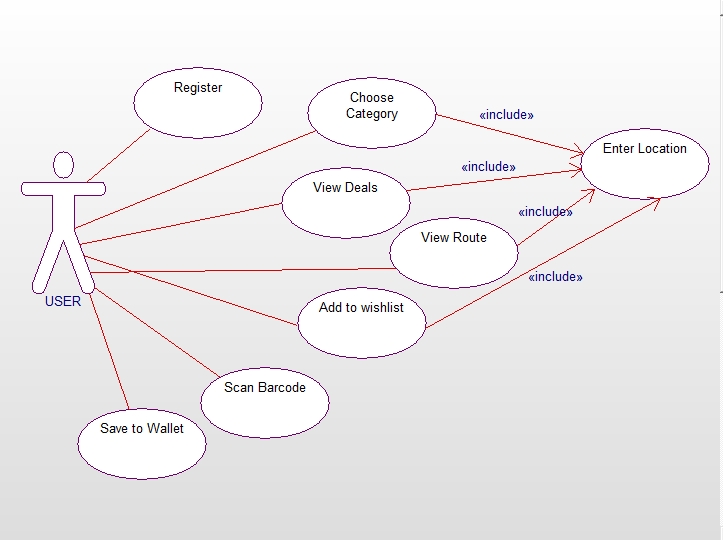 Register
Choose
Category
«include»
Enter Location
«include»
View Deals
«include»
View Route
«include»
USER
Add to wishlist
Scan Barcode
Save to Wallet